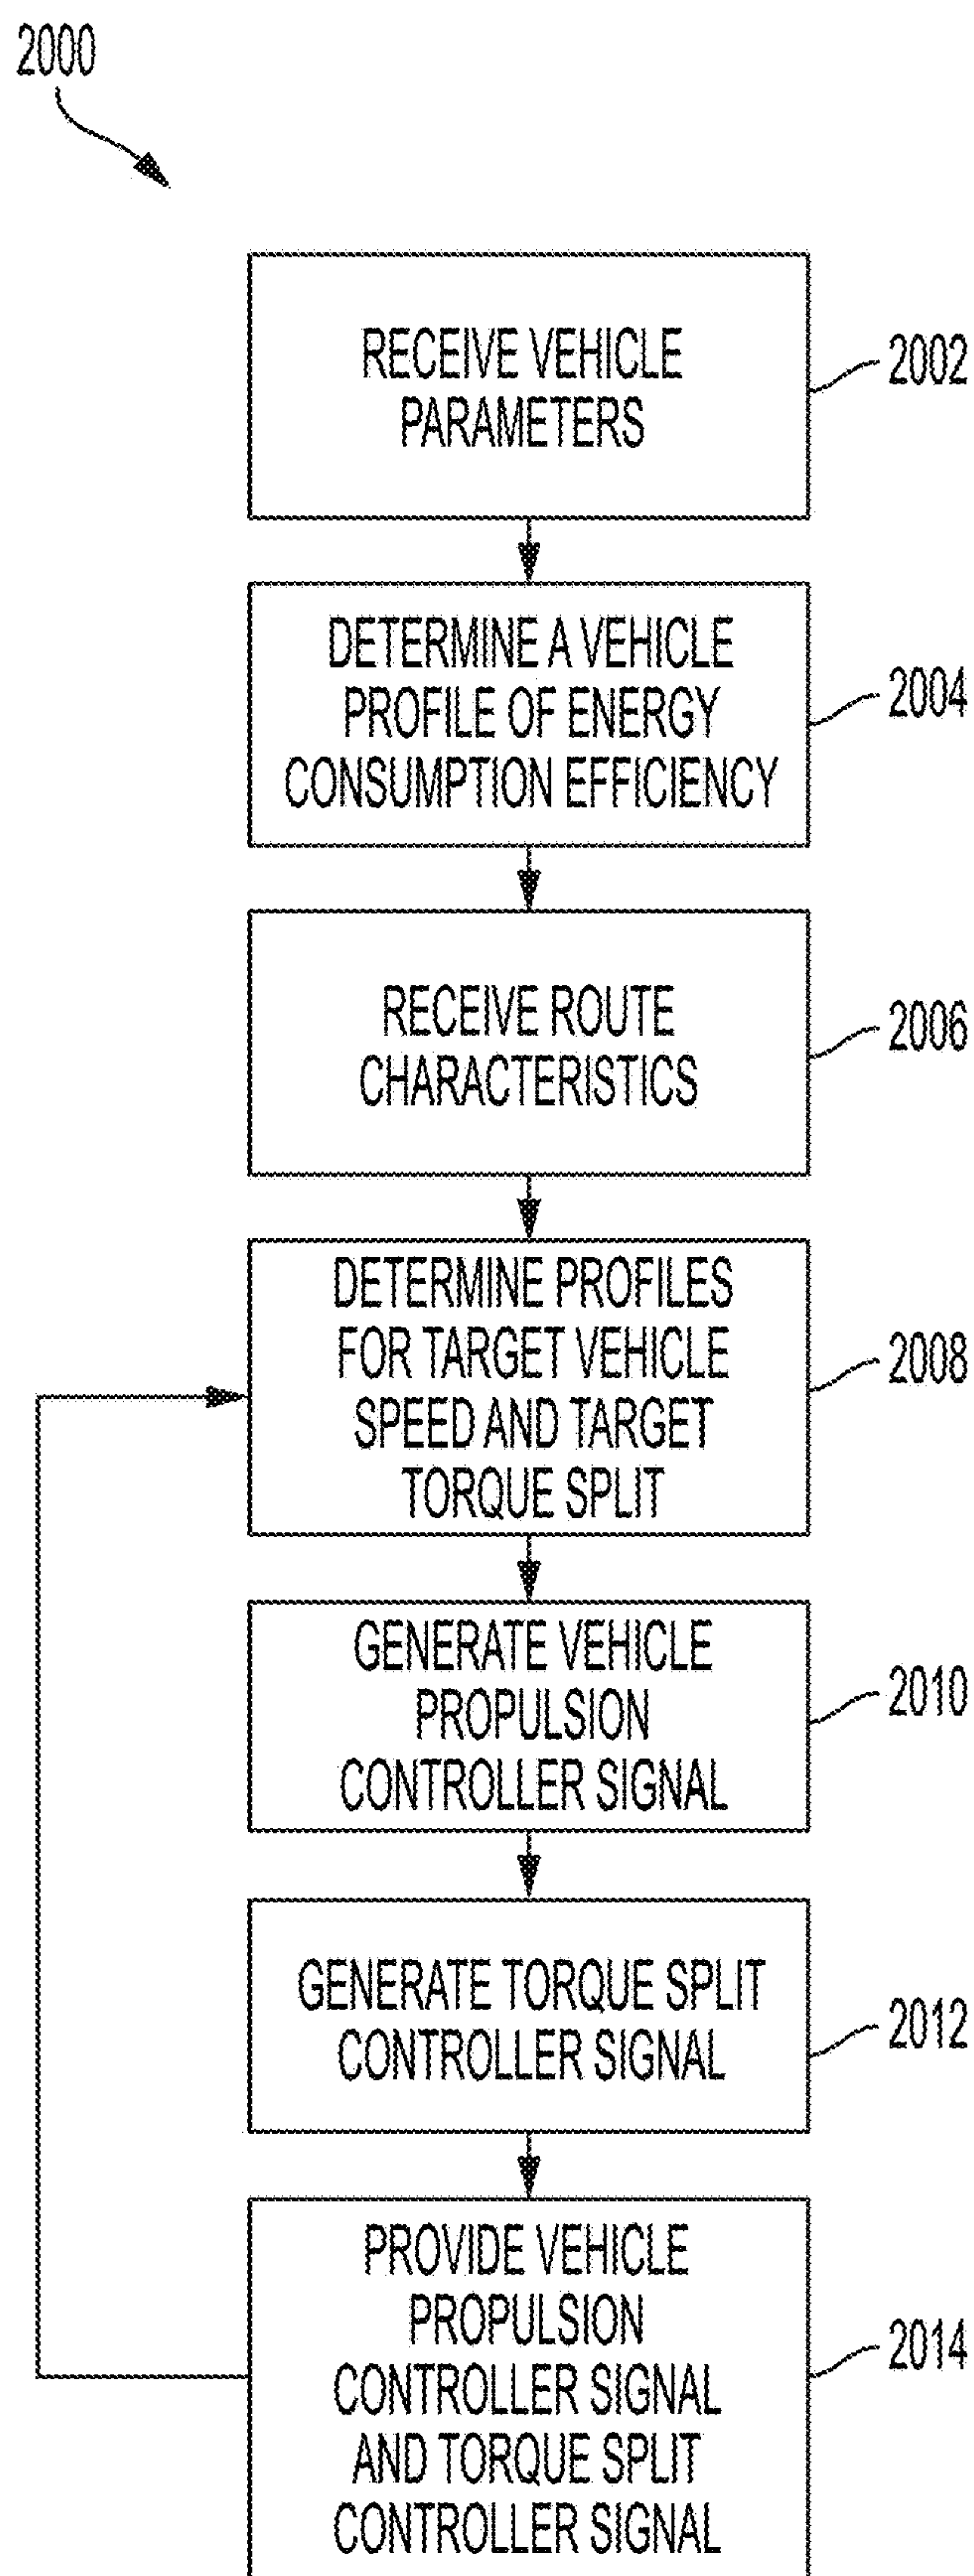 2000
RECEIVE VEHICLE
PARAMETERS
2002
DETERMINE A VEHICLE
PROFILE OF ENERGY
CONSUMPTION EFFICIENCY
2004
RECEIVE ROUTE
CHARACTERISTICS
2006
DETERMINE PROFILES
FOR TARGET VEHICLE
SPEED AND TARGET
TORQUE SPLIT
2008
GENERATE VEHICLE
PROPULSION
CONTROLLER SIGNAL
2010
GENERATE TORQUE SPLIT
CONTROLLER SIGNAL
2012
PROVIDE VEHICLE
PROPULSION
CONTROLLER SIGNAL
AND TORQUE SPLIT
CONTROLLER SIGNAL
2014